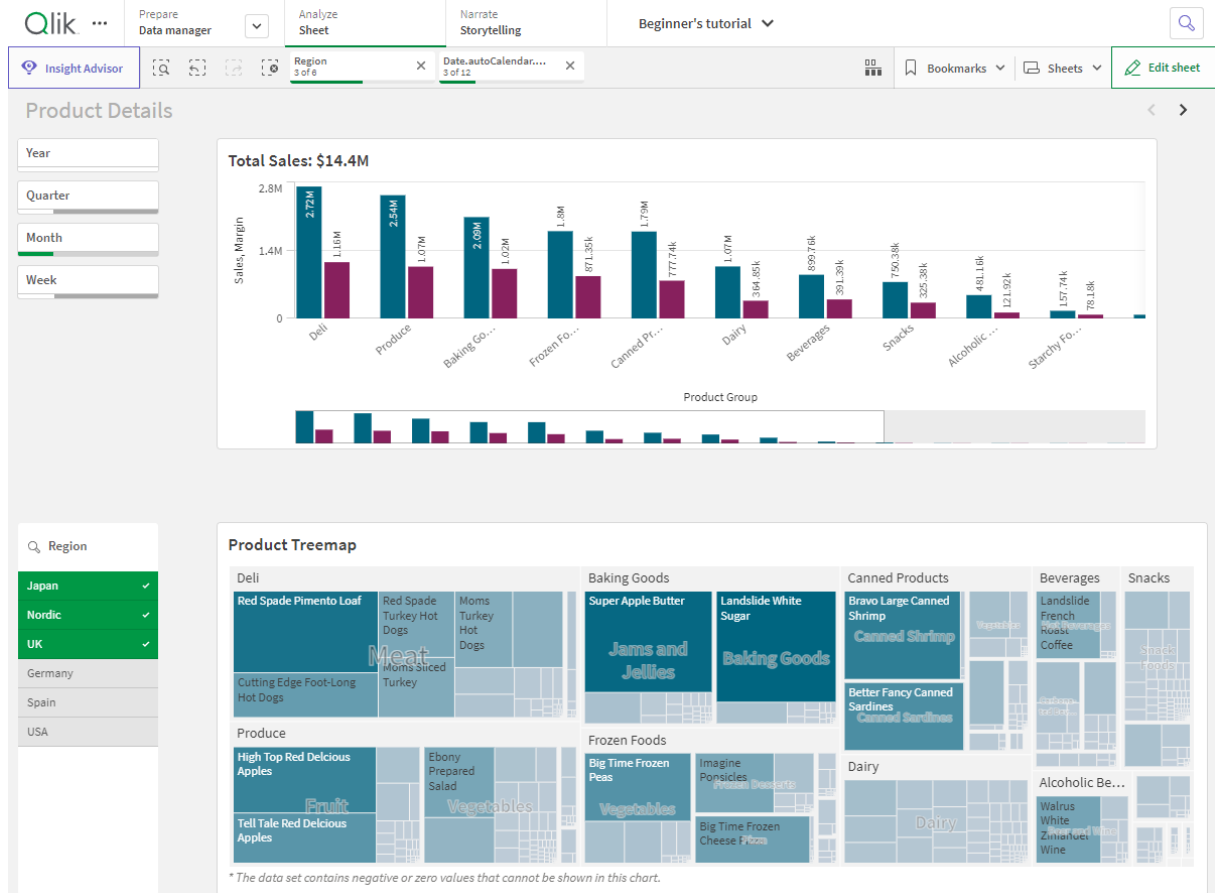 Qlik
Prepare
Data manager
Analyze
Sheet
Narrate
Storytelling
Beginner's tutorial
Insight Advisor
Region
3 of 6
Date.autoCalendar....
3 of 12
Bookmarks
Sheets
Edit sheet
Product Details
Year
Quarter
Month
Week
Total Sales: $14.4M
Sales, Margin
2.8M
1.4M
0
2.72M
1.16M
2.54M
1.07M
2.09M
1.02M
1.8M
871.35k
1.79M
777.74k
1.07M
364.85k
899.76k
391.39k
750.38k
325.38k
481.16k
121.92k
157.74k
78.18k
Deli
Produce
Baking Go...
Frozen Fo...
Canned Pr...
Dairy
Beverages
Snacks
Alcoholic ...
Starchy Fo...
Product Group
Region
Japan
Nordic
UK
Germany
Spain
USA
Product Treemap
Deli
Red Spade Pimento Loaf
Red Spade
Turkey Hot
Dogs
Moms
Turkey
Hot
Dogs
Meat
Moms Sliced
Turkey
Cutting Edge Foot-Long
Hot Dogs
Produce
High Top Red Delcious
Apples
Fruit
Tell Tale Red Delcious
Apples
Ebony
Prepared
Salad
Vegetables
Baking Goods
Super Apple Butter
Jams and
Jellies
Landslide White
Sugar
Baking Goods
Frozen Foods
Big Time Frozen
Peas
Vegetables
Imagine
Popsicles
Frozen Desserts
Big Time Frozen
Cheese Pizza
Pizza
Canned Products
Bravo Large Canned
Shrimp
Canned Shrimp
Vegetables
Better Fancy Canned
Sardines
Canned Sardines
Dairy
Dairy
Beverages
Landslide
French
Roast
Coffee
Hot Beverages
Snacks
Snack
Foods
Alcoholic Be...
Walrus
White
Zinfandel
Wine
Beer and Wine
* The data set contains negative or zero values that cannot be shown in this chart.